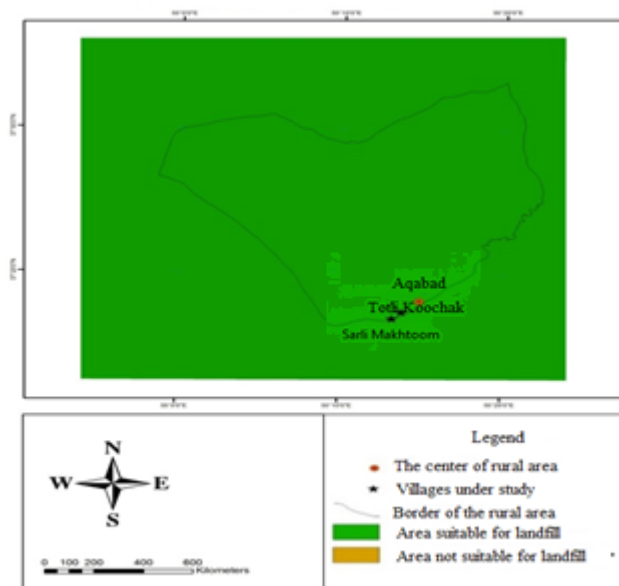 Aqabad
Totli Koochak
Sarli Makhtoom
N
W E
S
0 100 200 400 600
Kilometers
Legend
The center of rural area
Villages under study
Border of the rural area
Area suitable for landfill
Area not suitable for landfill